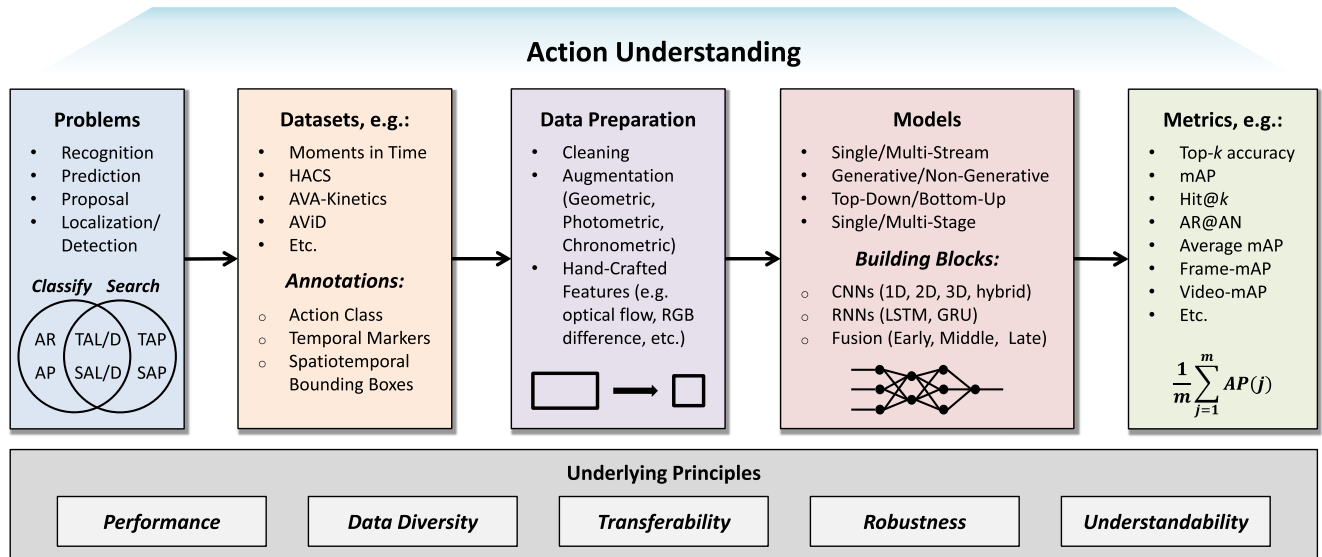 Action Understanding
Problems
• Recognition
• Prediction
• Proposal
• Localization/
Detection
Classify Search
AR TAL/D TAP
AP SAL/D SAP
Datasets, e.g.:
• Moments in Time
• HACS
• AVA-Kinetics
• AViD
• Etc.
Annotations:
○ Action Class
○ Temporal Markers
○ Spatiotemporal
Bounding Boxes
Data Preparation
• Cleaning
• Augmentation
(Geometric,
Photometric,
Chronometric)
• Hand-Crafted
Features (e.g.
optical flow, RGB
difference, etc.)
Models
• Single/Multi-Stream
• Generative/Non-Generative
• Top-Down/Bottom-Up
• Single/Multi-Stage
Building Blocks:
○ CNNs (1D, 2D, 3D, hybrid)
○ RNNs (LSTM, GRU)
○ Fusion (Early, Middle, Late)
Metrics, e.g.:
• Top-k accuracy
• mAP
• Hit@k
• AR@AN
• Average mAP
• Frame-mAP
• Video-mAP
• Etc.
m
1/m ∑ AP(j)
j=1
Underlying Principles
Performance
Data Diversity
Transferability
Robustness
Understandability